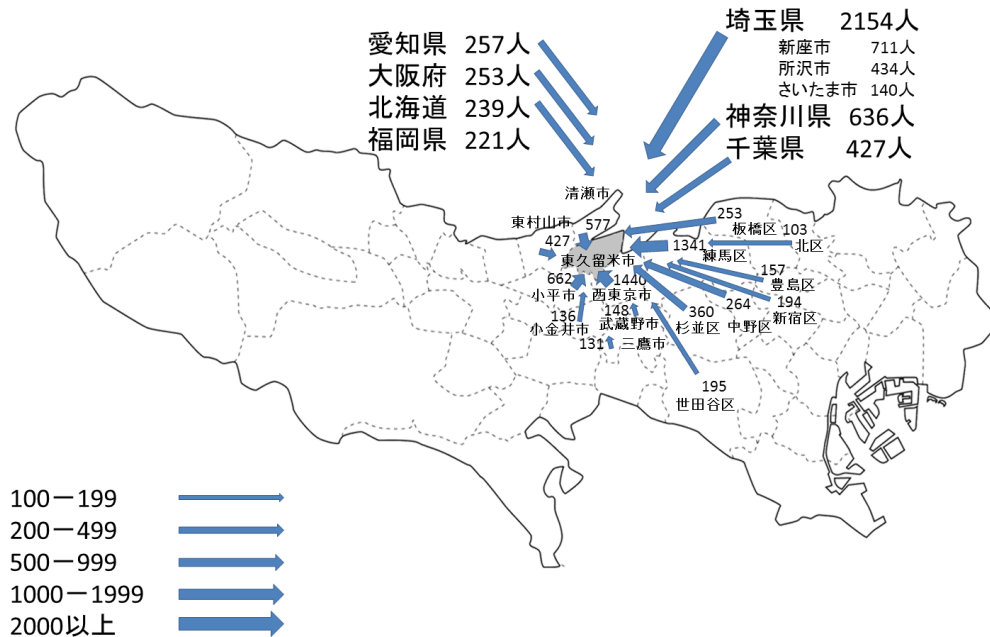 愛知県 257人
大阪府 253人
北海道 239人
福岡県 221人
埼玉県 2154人
新座市 711人
所沢市 434人
さいたま市 140人
神奈川県 636人
千葉県 427人
清瀬市
577
東村山市
427
253
板橋区
103
北区
東久留米市
1341
練馬区
662
小平市
1440
西東京市
157
豊島区
194
新宿区
264
中野区
360
杉並区
136
小金井市
148
武蔵野市
131
三鷹市
195
世田谷区
100－199
200－499
500－999
1000－1999
2000以上